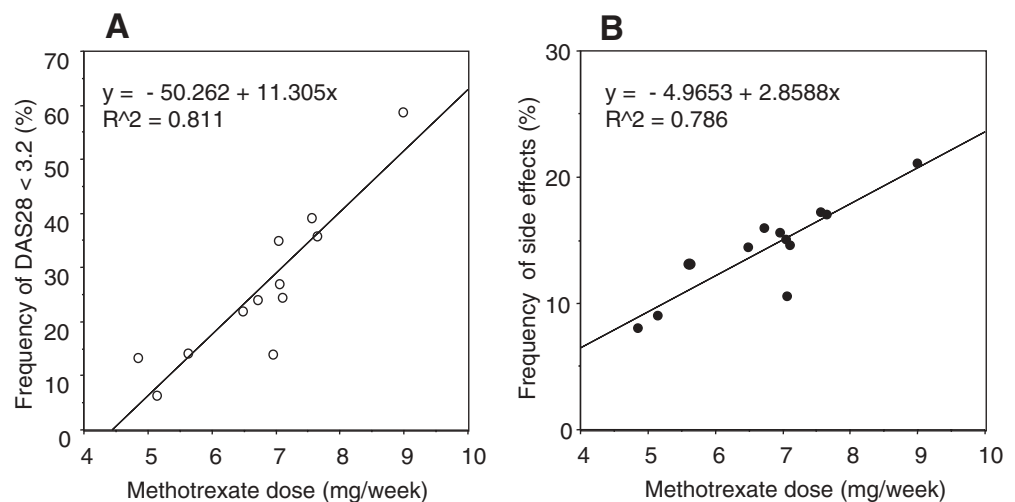 A
70
60
50
40
30
20
10
0
Frequency of DAS28 < 3.2 (%)
y = - 50.262 + 11.305x
R^2 = 0.811
4 5 6 7 8 9 10
Methotrexate dose (mg/week)
B
30
20
10
0
Frequency of side effects (%)
y = - 4.9653 + 2.8588x
R^2 = 0.786
4 5 6 7 8 9 10
Methotrexate dose (mg/week)